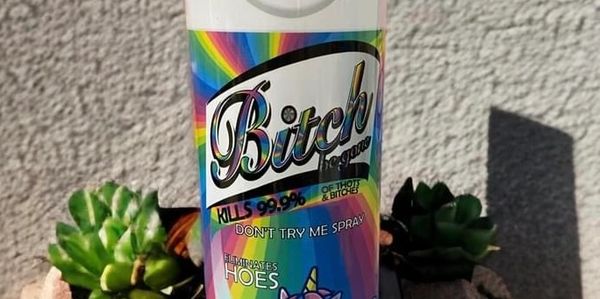 Bitch
be gone
KILLS 99.9% OF THOTS
& BITCHES
DON'T TRY ME SPRAY
ELIMINATES
HOES